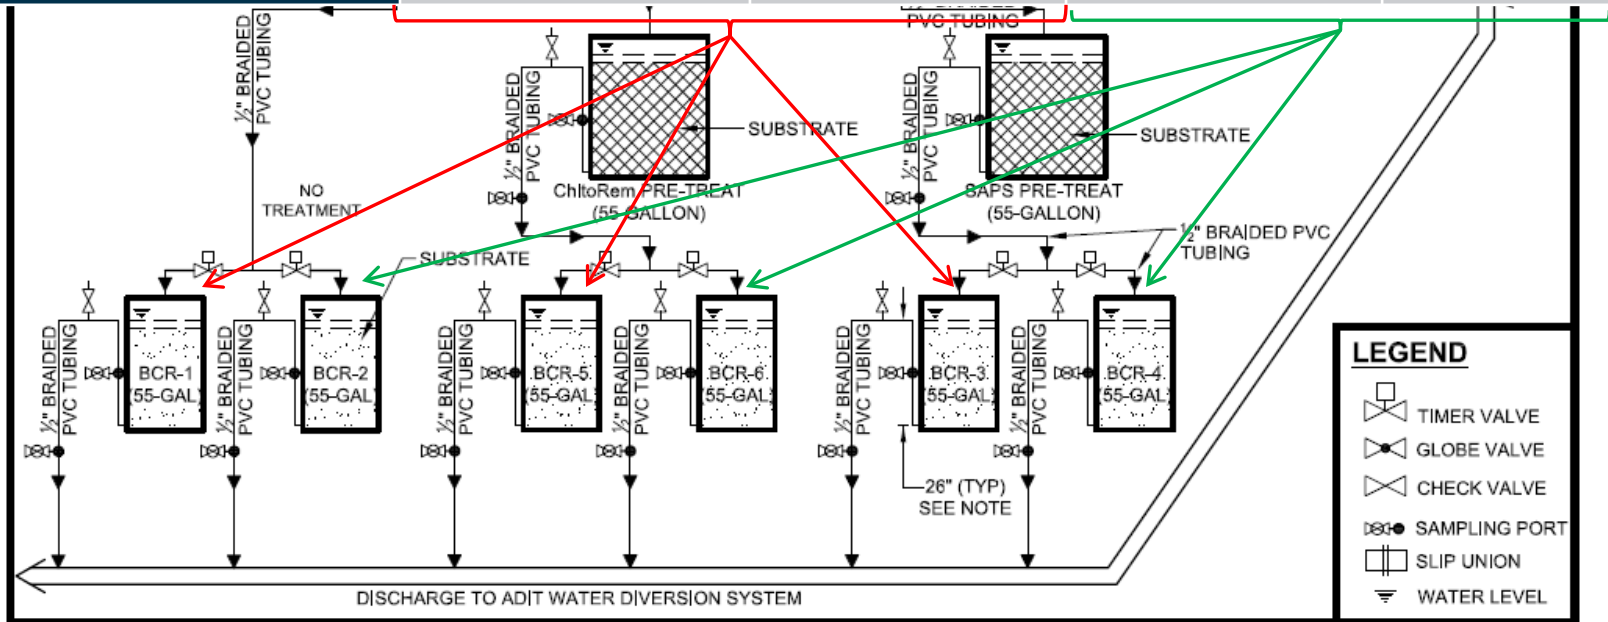 ½" BRAIDED
PVC TUBING
½" BRAIDED
PVC TUBING
½" BRAIDED
PVC TUBING
½" BRAIDED
PVC TUBING
SUBSTRATE
SUBSTRATE
ChItoRem PRE-TREAT
(55-GALLON)
SAPS PRE-TREAT
(55-GALLON)
NO
TREATMENT
½" BRAIDED PVC
TUBING
SUBSTRATE
½" BRAIDED
PVC TUBING
BCR-1
(55-GAL)
½" BRAIDED
PVC TUBING
BCR-2
(55-GAL)
½" BRAIDED
PVC TUBING
BCR-5
(55-GAL)
½" BRAIDED
PVC TUBING
BCR-6
(55-GAL)
½" BRAIDED
PVC TUBING
BCR-3
(55-GAL)
½" BRAIDED
PVC TUBING
BCR-4
(55-GAL)
26" (TYP)
SEE NOTE
DISCHARGE TO ADIT WATER DIVERSION SYSTEM
LEGEND
TIMER VALVE
GLOBE VALVE
CHECK VALVE
SAMPLING PORT
SLIP UNION
WATER LEVEL